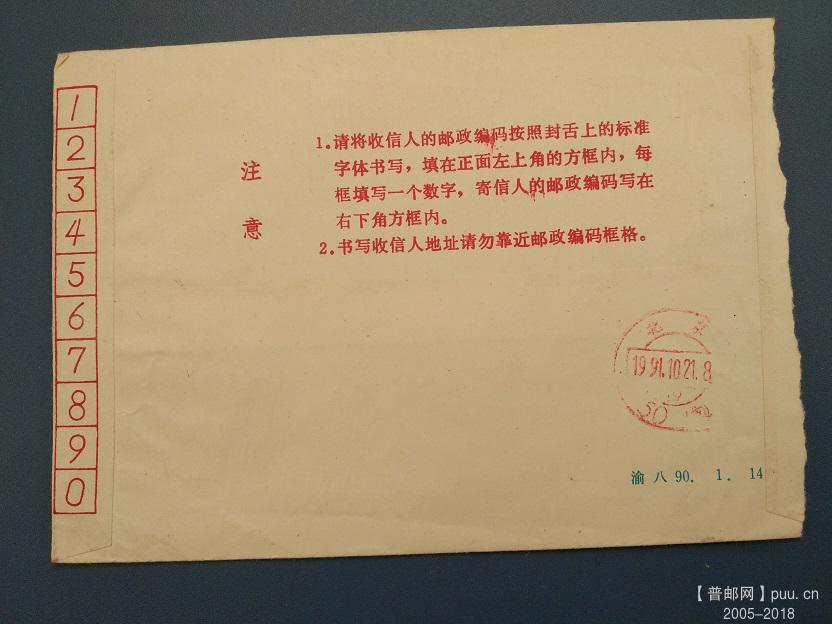 1
2
3
4
5
6
7
8
9
0
注
意
1.请将收信人的邮政编码按照封舌上的标准
字体书写，填在正面左上角的方框内，每
框填写一个数字，寄信人的邮政编码写在
右下角方框内。
2.书写收信人地址请勿靠近邮政编码框格。
北 京
1991.10.21.8
50
渝 八 90. 1. 14
【普邮网】puu.cn
2005-2018